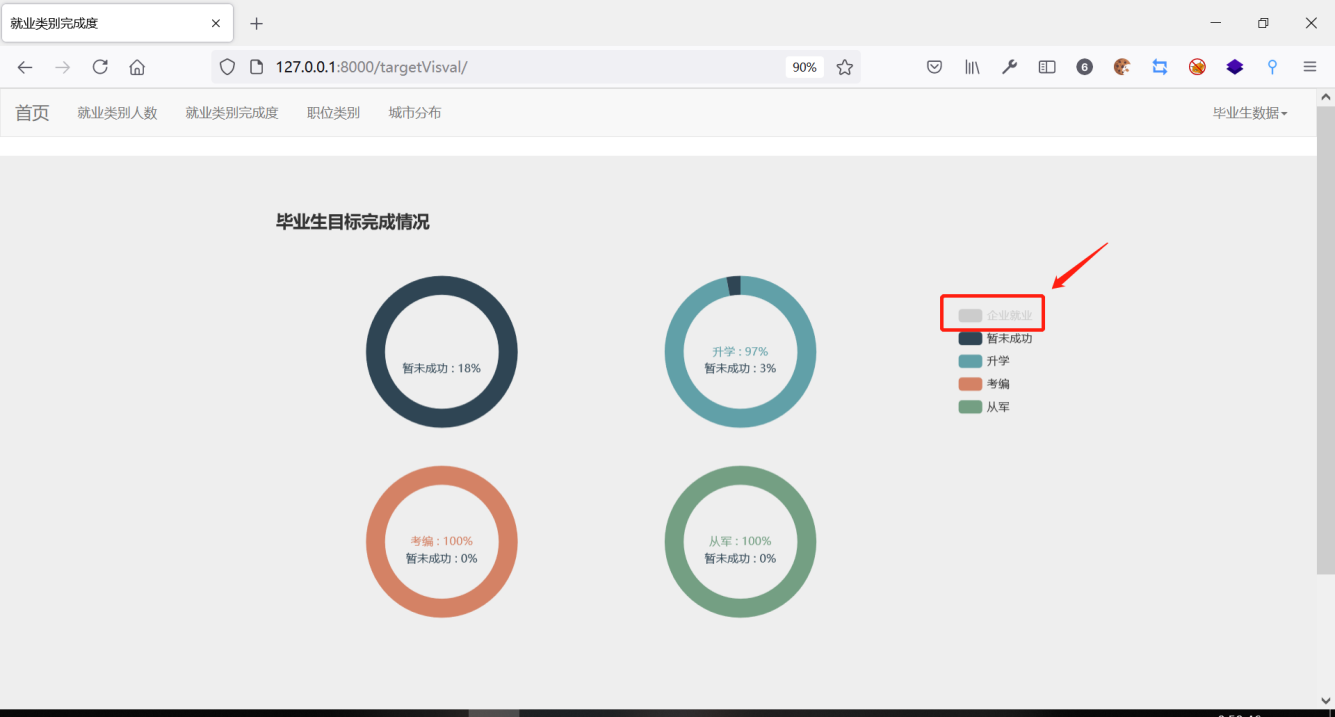 就业类别完成度
127.0.0.1:8000/targetVisval/
90%
6
首页 就业类别人数 就业类别完成度 职位类别 城市分布 毕业生数据
毕业生目标完成情况
暂未成功 : 18%
升学 : 97%
暂未成功 : 3%
企业就业
暂未成功
升学
考编
从军
考编 : 100%
暂未成功 : 0%
从军 : 100%
暂未成功 : 0%